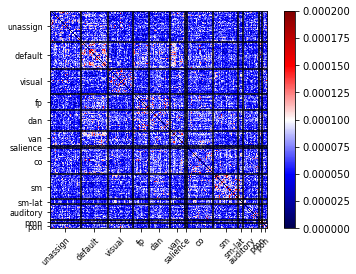 unassign
default
visual
fp
dan
van
salience
co
sm
sm-lat
auditory
pon
unassign
default
visual
fp
dan
van
salience
co
sm
sm-lat
auditory
0.000200
0.000175
0.000150
0.000125
0.000100
0.000075
0.000050
0.000025
0.000000